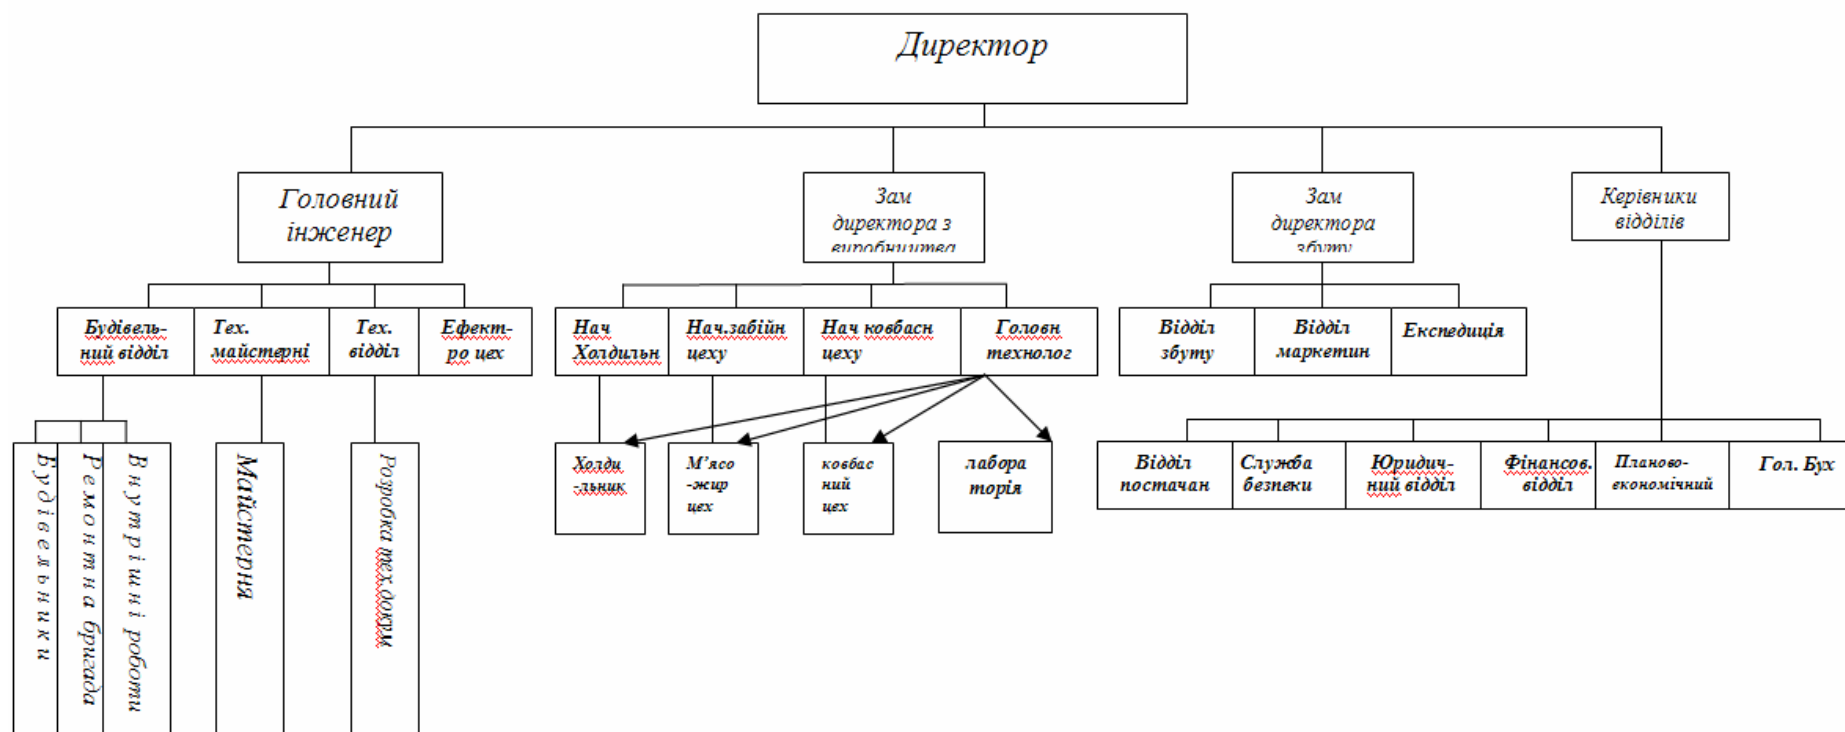 Директор
Головний
інженер
Зам
директора з
виробництва
Зам
директора
збуту
Керівники
відділів
Будівель-
ний відділ
Тех.
майстерні
Тех.
відділ
Ефект-
ро цех
Нач
Холдильн
Нач.забійн
цеху
Нач ковбасн
цеху
Головн
технолог
Відділ
збуту
Відділ
маркетин
Експедиція
Будівельники
Ремонтна бригада
Внутрішні роботи
Майстерня
Розробка тех.докум
Холди
-льник
М’ясо
-жир
цех
ковбас
ний
цех
лабора
торія
Відділ
постачан
Служба
безпеки
Юридич-
ний відділ
Фінансов.
відділ
Планово-
економічний
Гол. Бух